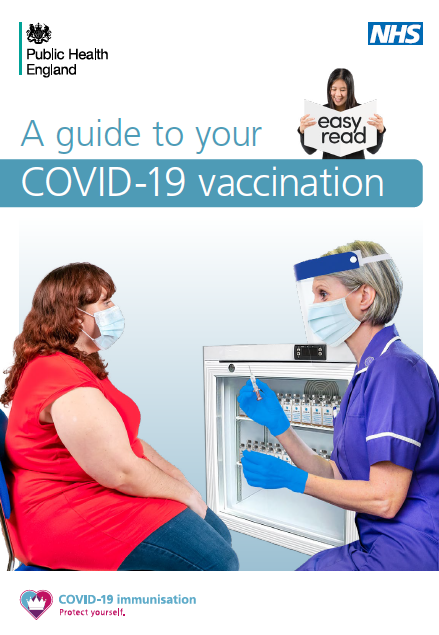 Public Health
England
NHS
easy
read
A guide to your
COVID-19 vaccination
COVID-19 immunisation
Protect yourself.